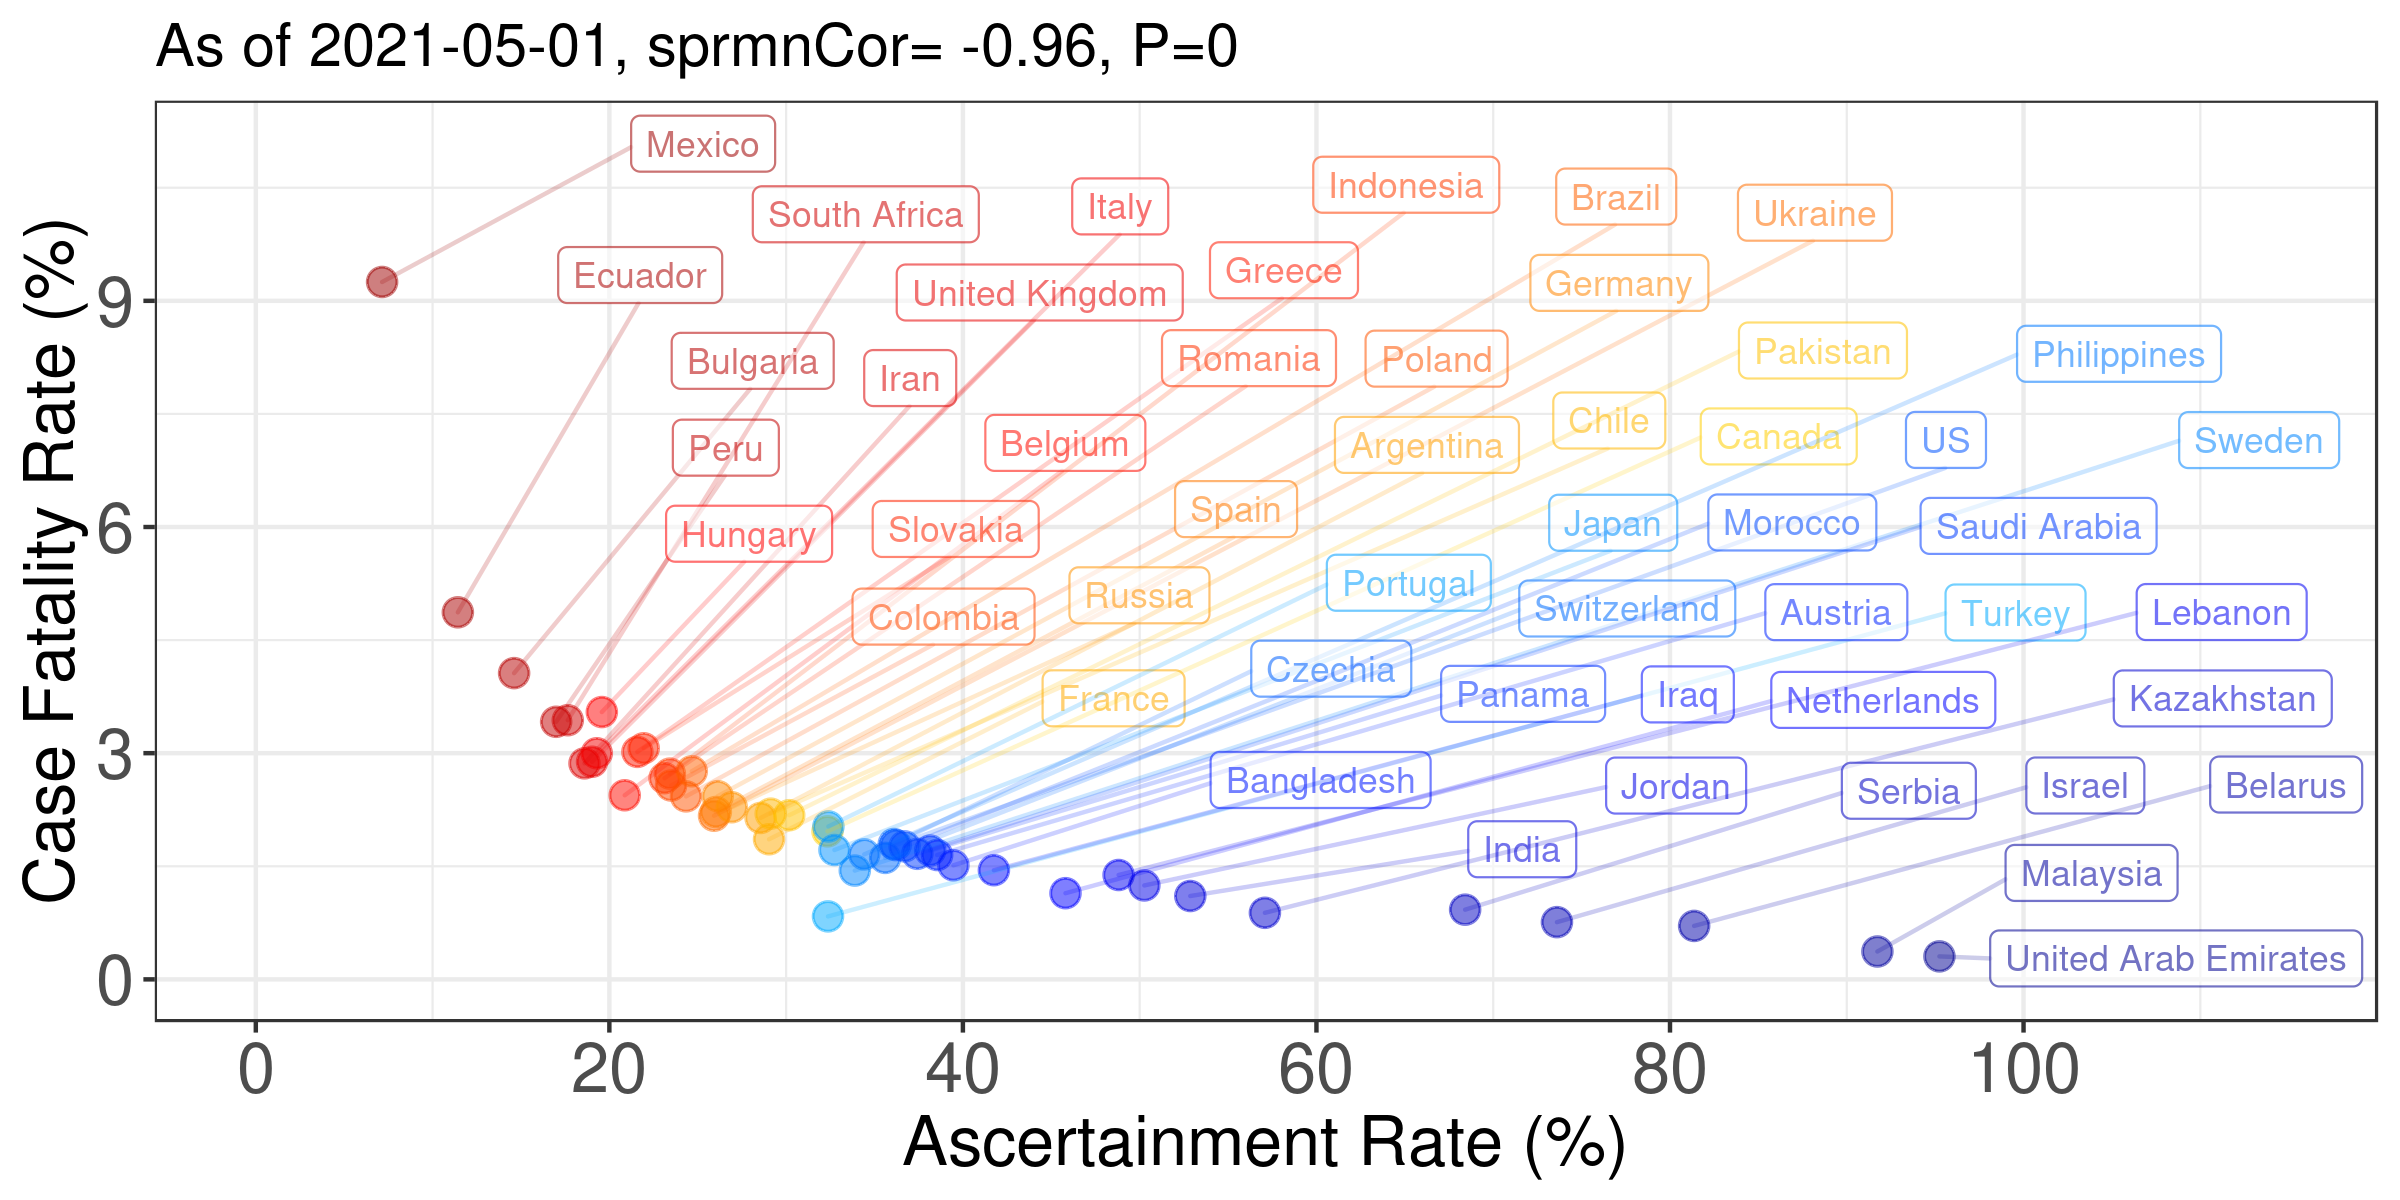 As of 2021-05-01, sprmnCor= -0.96, P=0
Case Fatality Rate (%)
9
6
3
0
Mexico
South Africa
Italy
Indonesia
Brazil
Ukraine
Ecuador
United Kingdom
Greece
Germany
Bulgaria
Iran
Romania
Poland
Pakistan
Philippines
Peru
Belgium
Argentina
Chile
Canada
US
Sweden
Hungary
Slovakia
Spain
Japan
Morocco
Saudi Arabia
Colombia
Russia
Portugal
Switzerland
Austria
Turkey
Lebanon
France
Czechia
Panama
Iraq
Netherlands
Kazakhstan
Bangladesh
Jordan
Serbia
Israel
Belarus
India
Malaysia
United Arab Emirates
0 20 40 60 80 100
Ascertainment Rate (%)